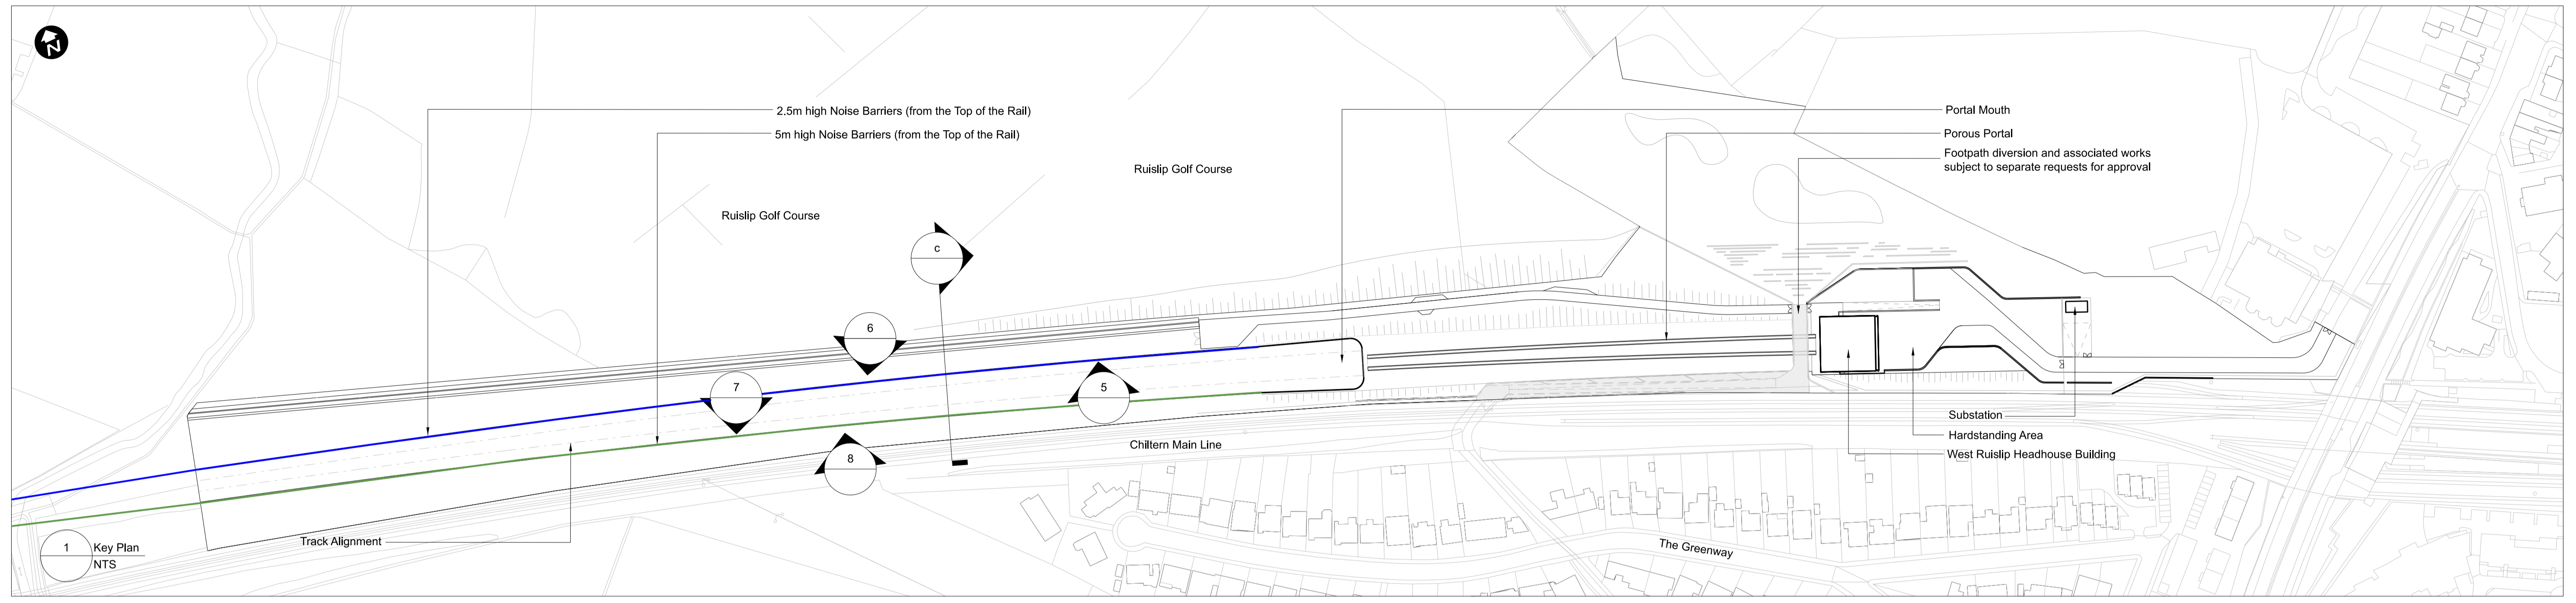 N
2.5m high Noise Barriers (from the Top of the Rail)
5m high Noise Barriers (from the Top of the Rail)
Ruislip Golf Course
Ruislip Golf Course
Portal Mouth
Porous Portal
Footpath diversion and associated works
subject to separate requests for approval
c
6
7
5
8
Chiltern Main Line
Substation
Hardstanding Area
West Ruislip Headhouse Building
Track Alignment
The Greenway
1
Key Plan
NTS